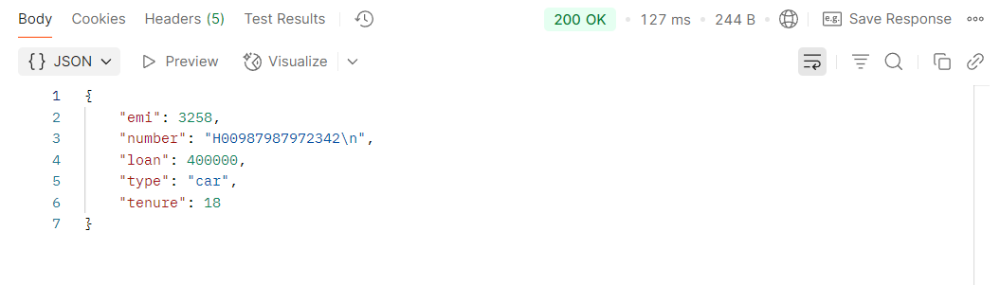 Body Cookies Headers (5) Test Results 200 OK • 127 ms • 244 B • e.g. Save Response
{} JSON Preview Visualize
1 {
2 "emi": 3258,
3 "number": "H00987987972342\n",
4 "loan": 400000,
5 "type": "car",
6 "tenure": 18
7 }